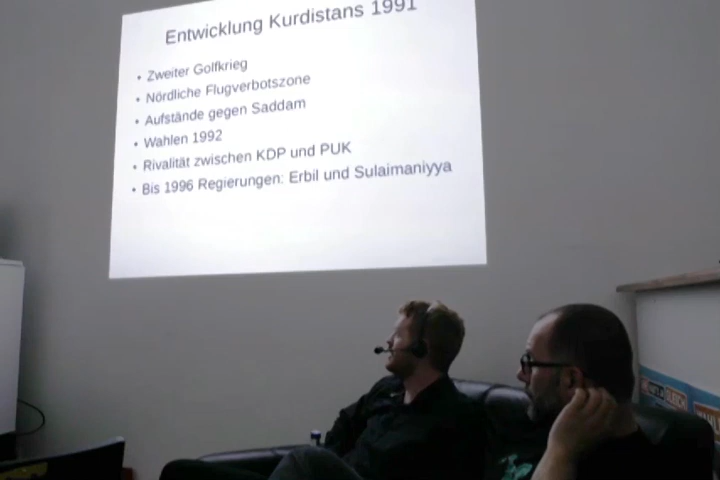 Entwicklung Kurdistans 1991
• Zweiter Golfkrieg
• Nördliche Flugverbotszone
• Aufstände gegen Saddam
• Wahlen 1992
• Rivalität zwischen KDP und PUK
• Bis 1996 Regierungen: Erbil und Sulaimaniyya